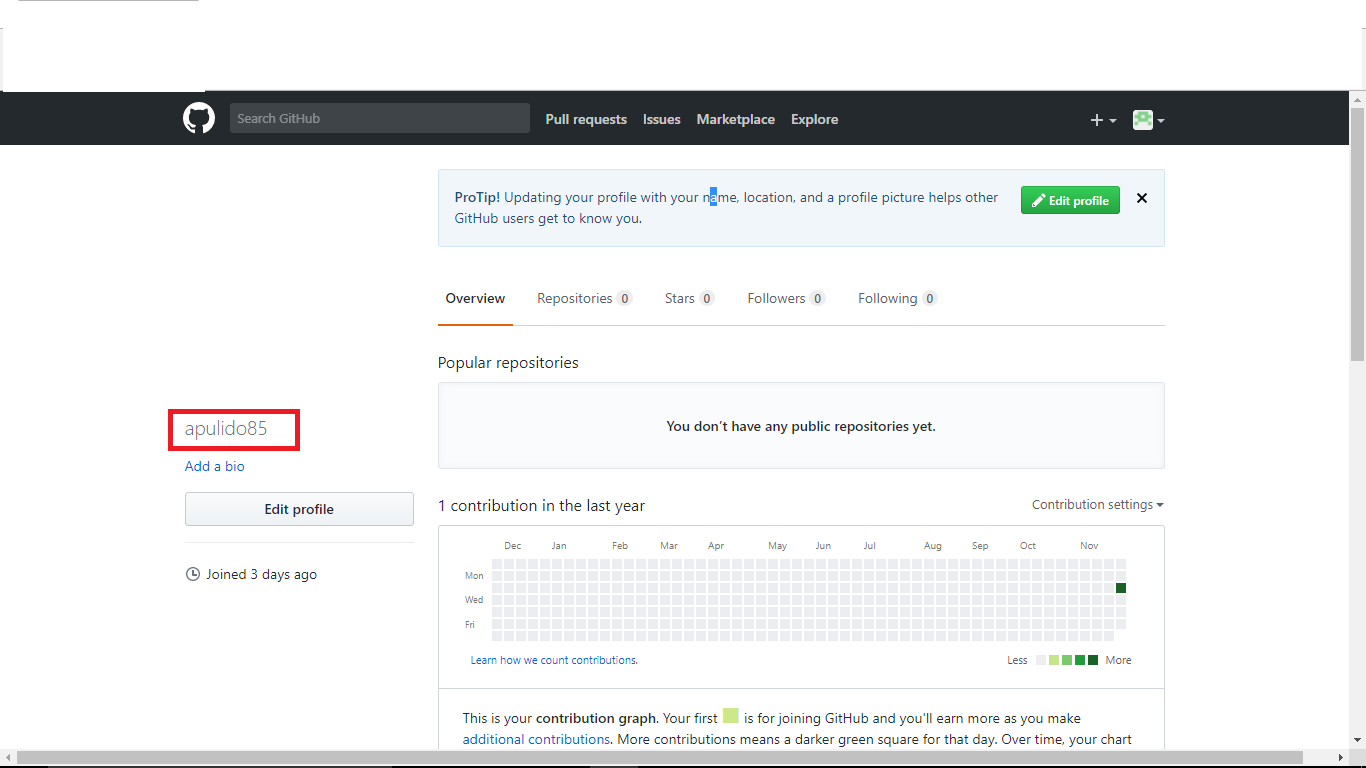 Search GitHub
Pull requests Issues Marketplace Explore
ProTip! Updating your profile with your name, location, and a profile picture helps other
GitHub users get to know you.
Edit profile
Overview Repositories 0 Stars 0 Followers 0 Following 0
Popular repositories
You don’t have any public repositories yet.
apulido85
Add a bio
Edit profile
Joined 3 days ago
1 contribution in the last year
Contribution settings
Dec Jan Feb Mar Apr May Jun Jul Aug Sep Oct Nov
Mon
Wed
Fri
Learn how we count contributions.
Less More
This is your contribution graph. Your first is for joining GitHub and you'll earn more as you make
additional contributions. More contributions means a darker green square for that day. Over time, your chart